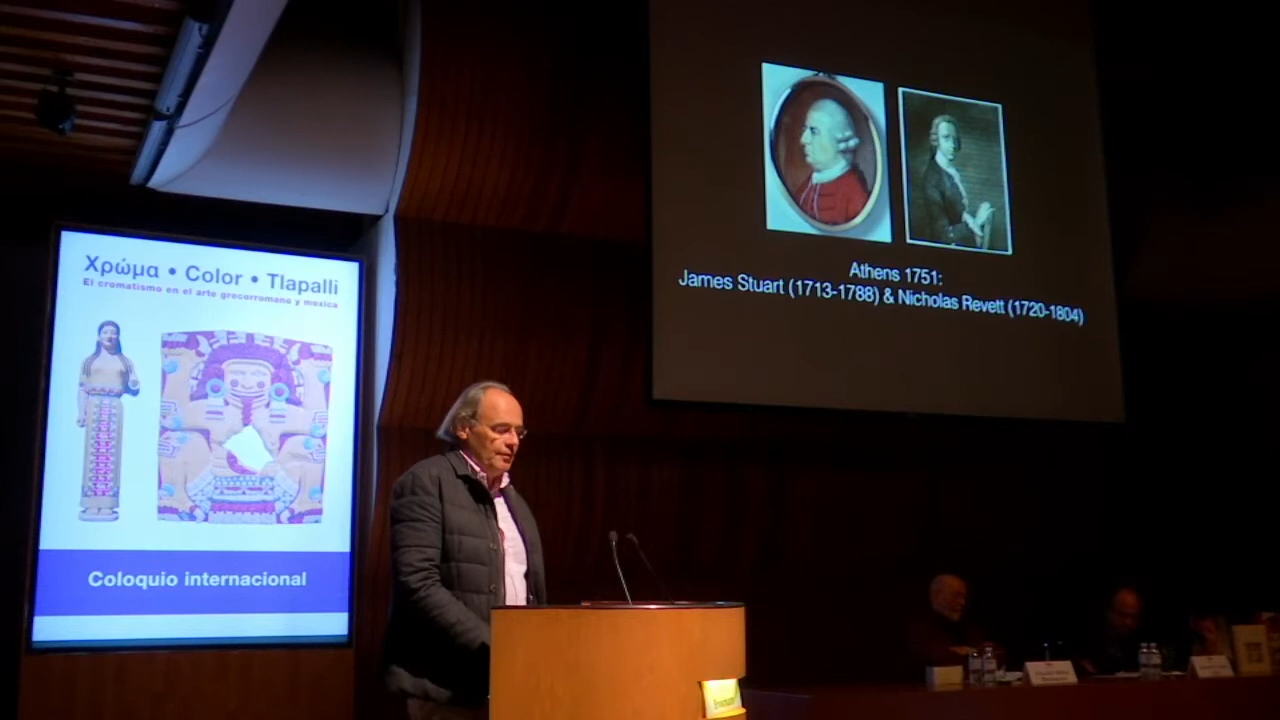 Χρώμα • Color • Tlapalli
El cromatismo en el arte grecorromano y mexica
Coloquio internacional
Athens 1751:
James Stuart (1713-1788) & Nicholas Revett (1720-1804)